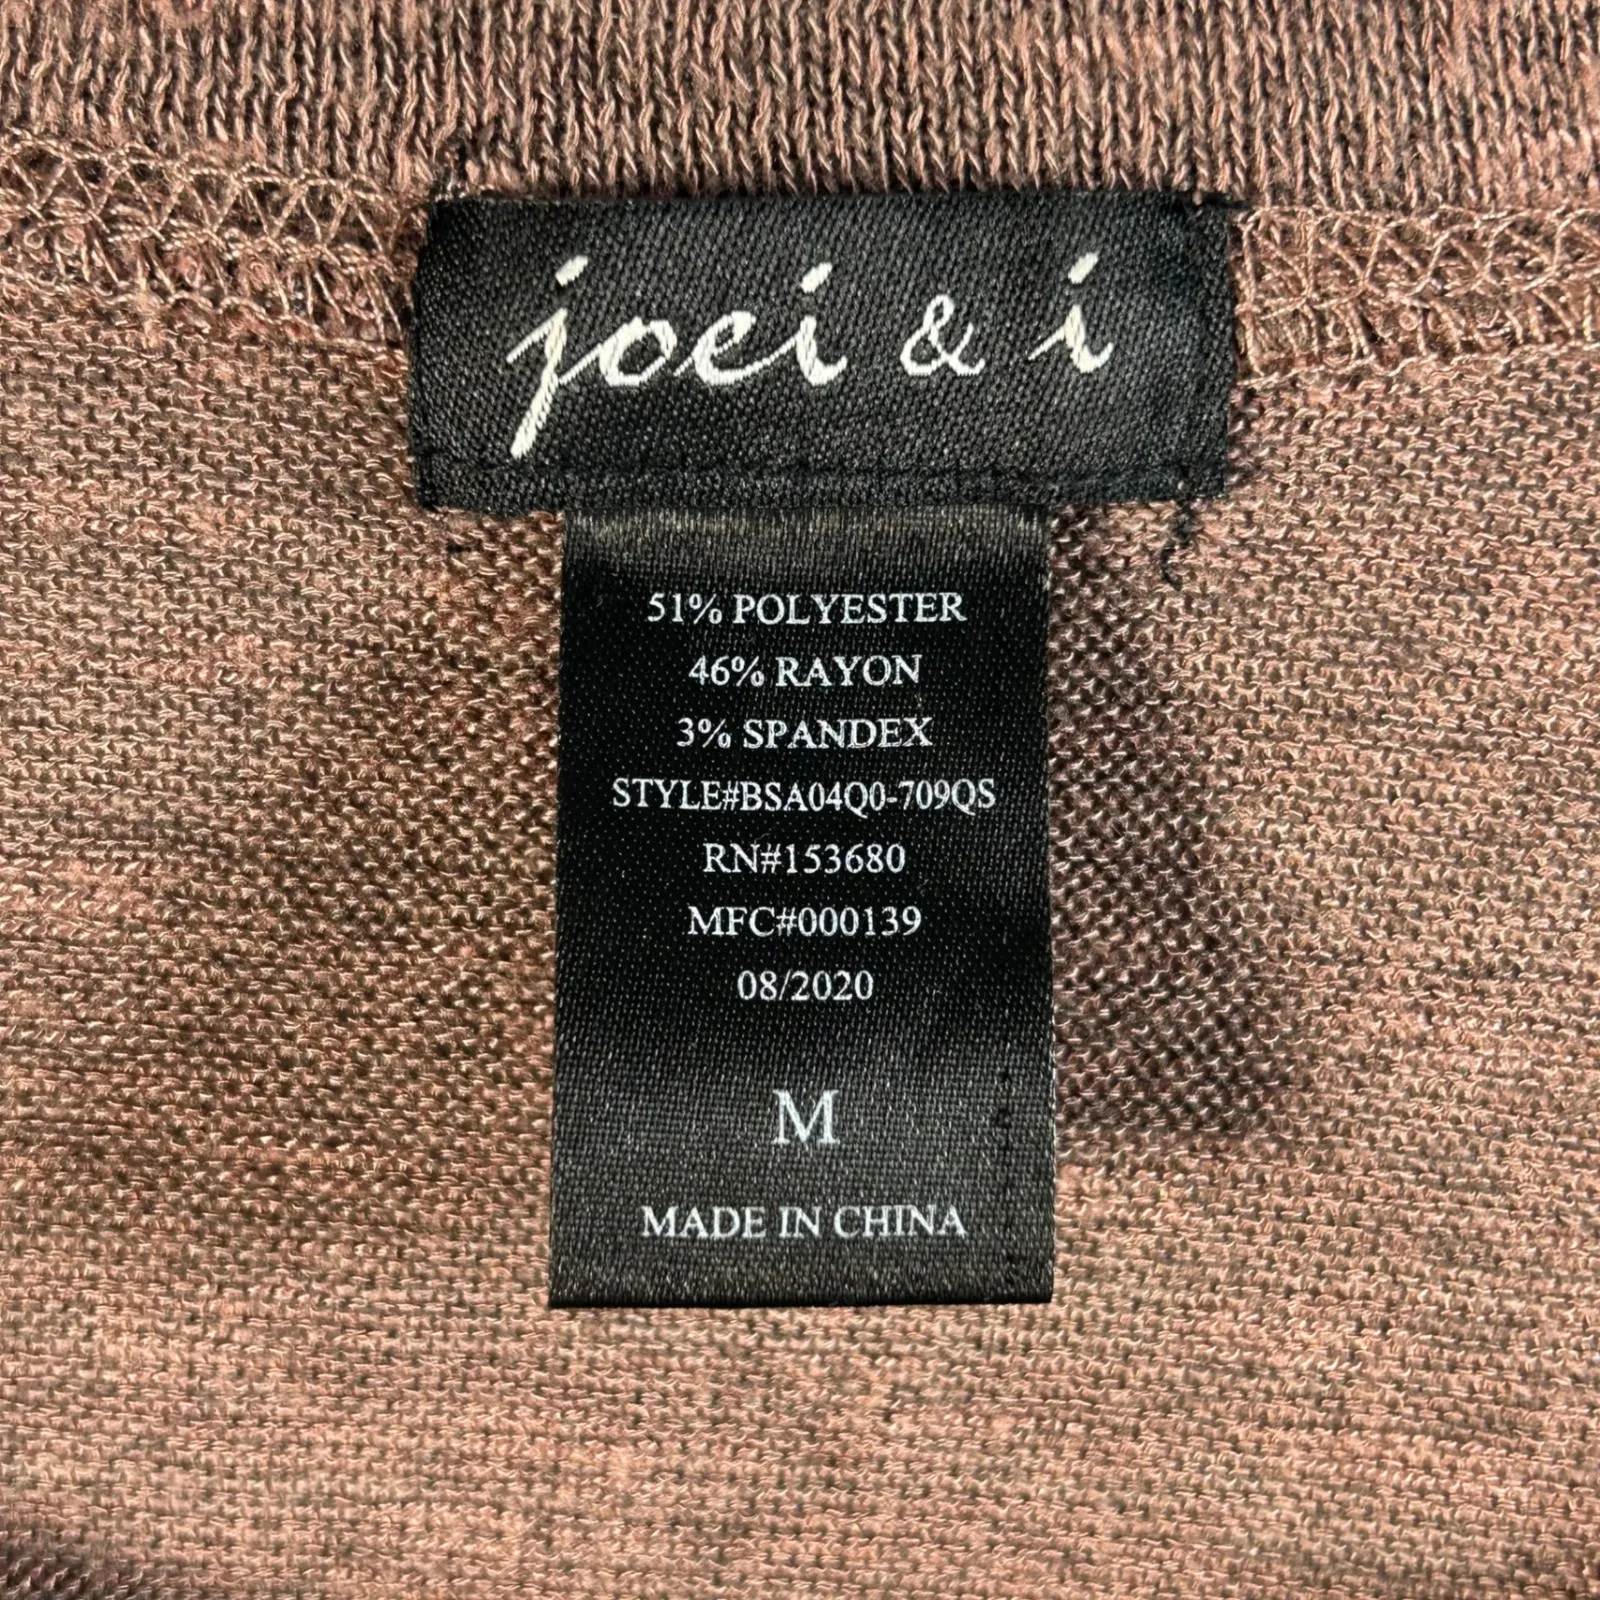 joei & i
51% POLYESTER
46% RAYON
3% SPANDEX
STYLE#BSA04Q0-709QS
RN#153680
MFC#000139
08/2020
M
MADE IN CHINA